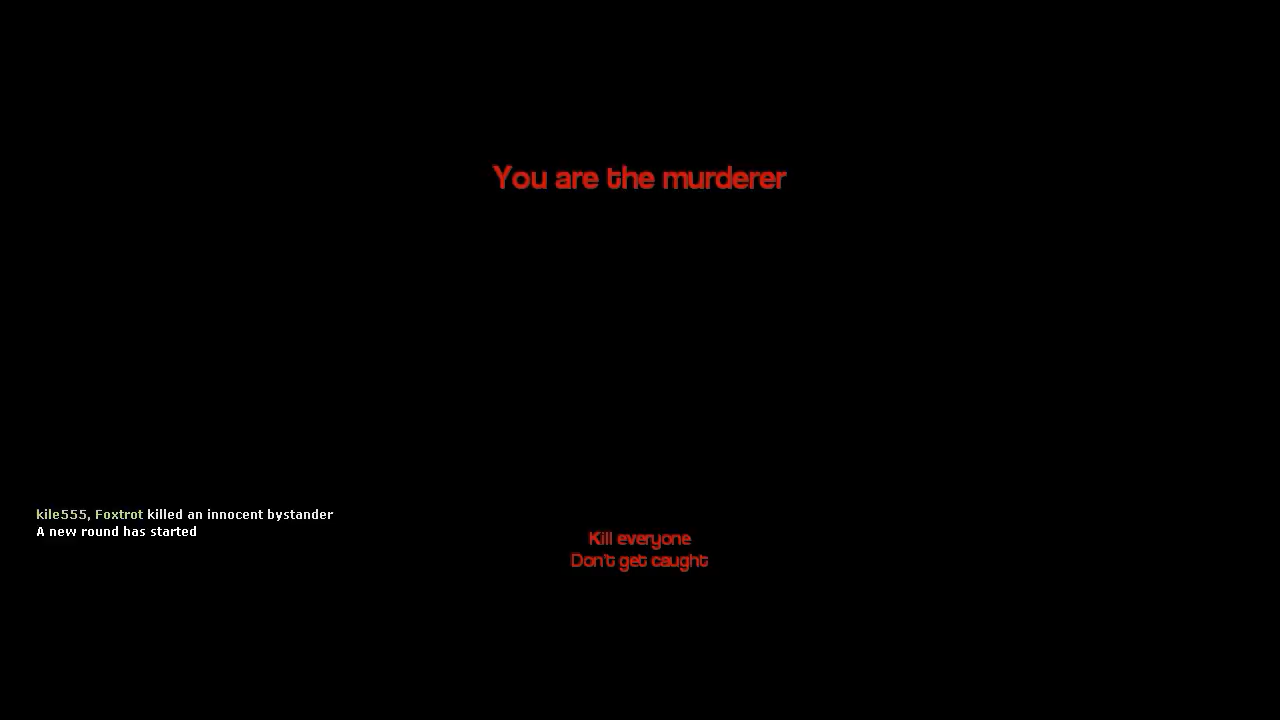 You are the murderer
kile555, Foxtrot killed an innocent bystander
A new round has started
Kill everyone
Don't get caught